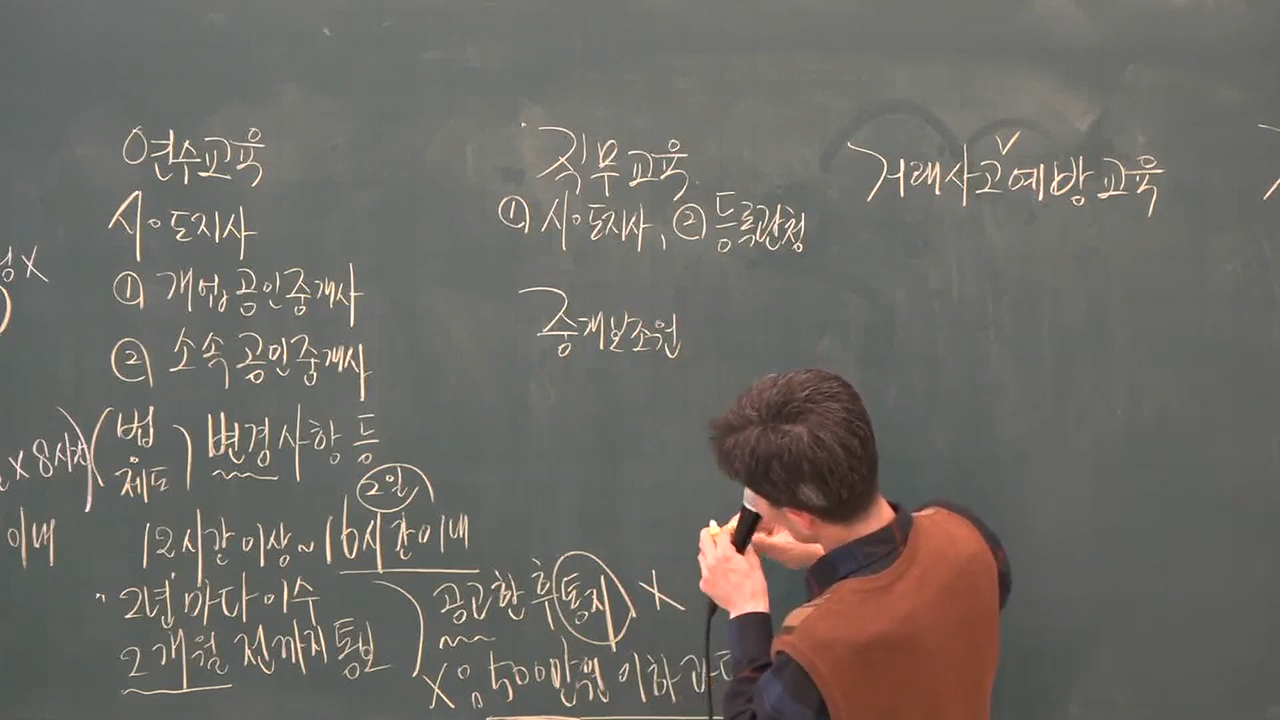 연수교육
시·도지사
① 개업공인중개사
② 소속공인중개사
(법·제도) 변경사항 등
2일
12시간이상~16시간이내
2년마다 이수
2개월 전까지 통보
공고한 후 통지 X
X : 500만원 이하
X 8시간
이내
직무교육
① 시·도지사, ② 등록관청
중개보조원
거래사고예방교육